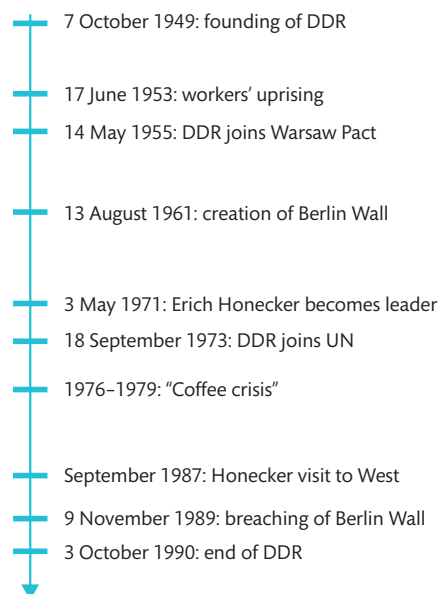 7 October 1949: founding of DDR
17 June 1953: workers’ uprising
14 May 1955: DDR joins Warsaw Pact
13 August 1961: creation of Berlin Wall
3 May 1971: Erich Honecker becomes leader
18 September 1973: DDR joins UN
1976–1979: “Coffee crisis”
September 1987: Honecker visit to West
9 November 1989: breaching of Berlin Wall
3 October 1990: end of DDR